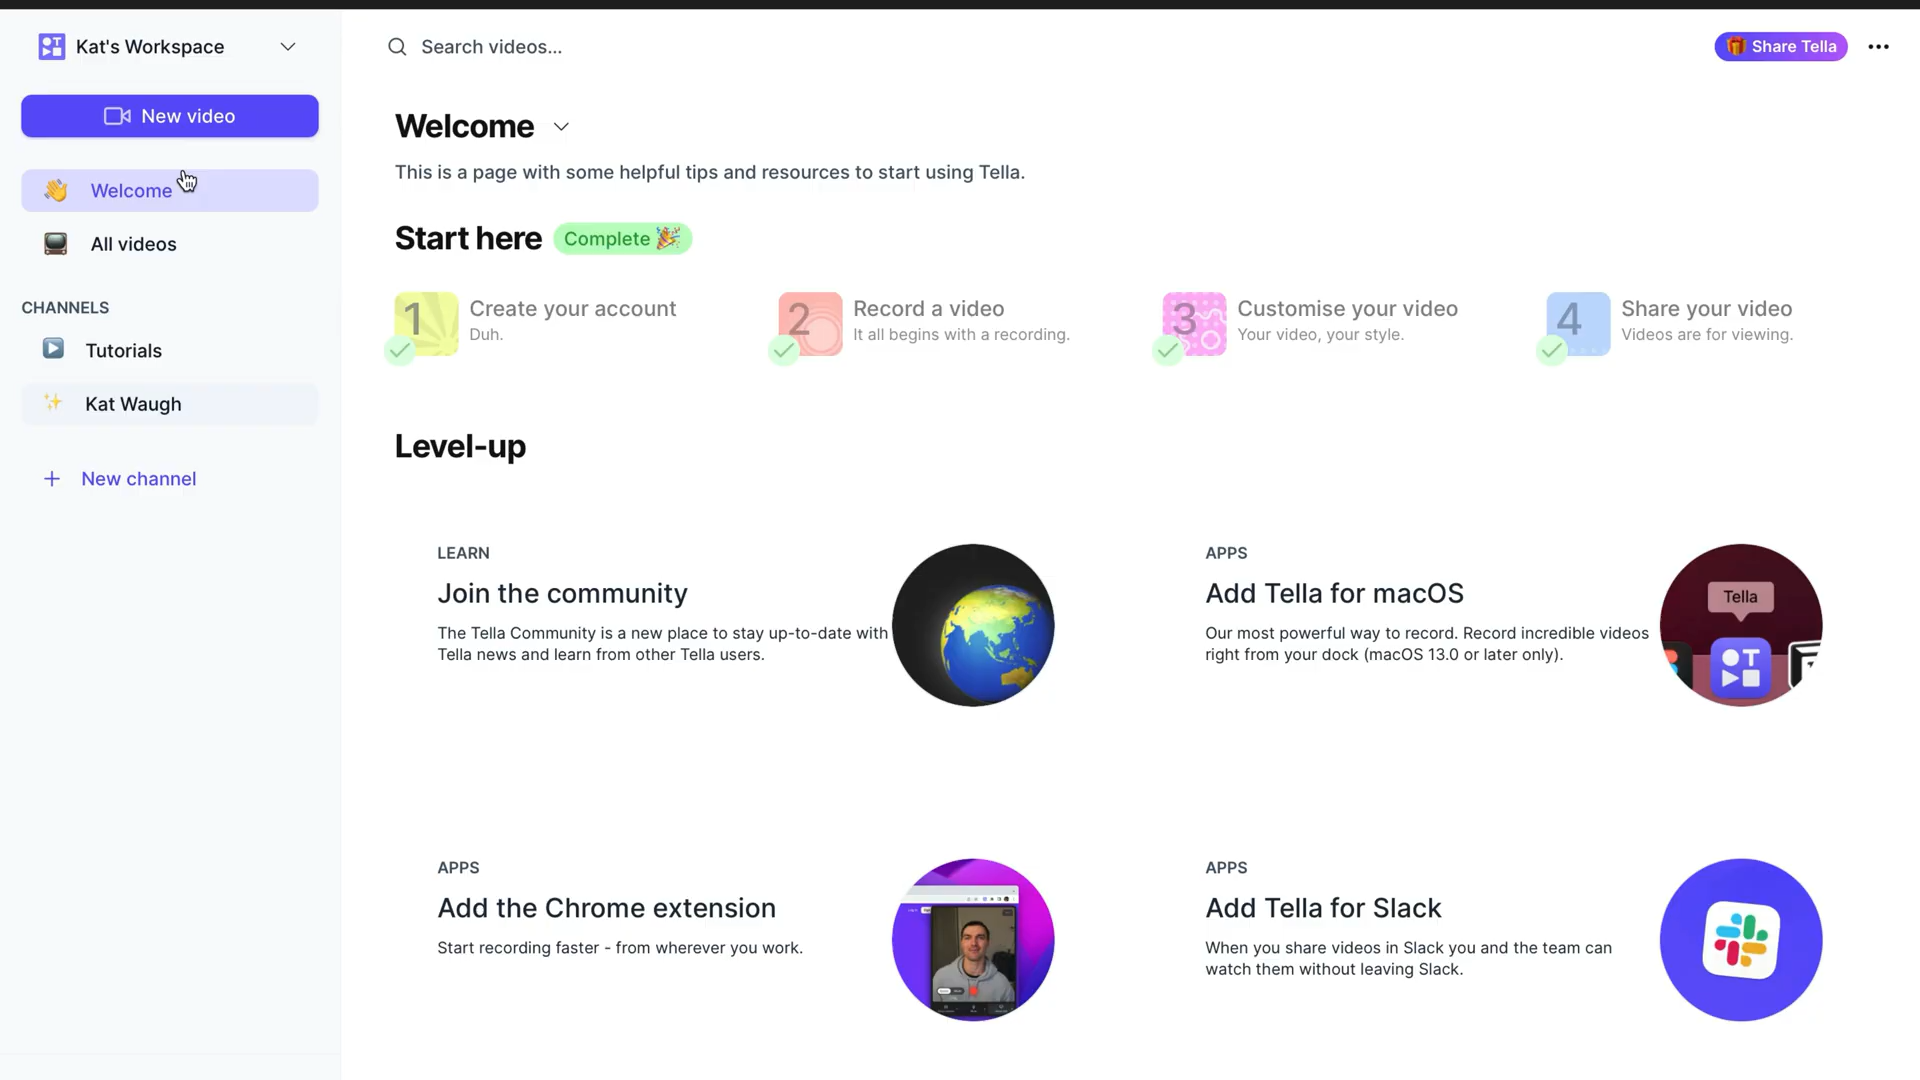 Kat's Workspace
New video
Welcome
All videos
CHANNELS
Tutorials
Kat Waugh
New channel
Search videos...
Share Tella
Welcome
This is a page with some helpful tips and resources to start using Tella.
Start here
Complete
1
Create your account
Duh.
2
Record a video
It all begins with a recording.
3
Customise your video
Your video, your style.
4
Share your video
Videos are for viewing.
Level-up
LEARN
Join the community
The Tella Community is a new place to stay up-to-date with
Tella news and learn from other Tella users.
APPS
Add Tella for macOS
Our most powerful way to record. Record incredible videos
right from your dock (macOS 13.0 or later only).
Tella
APPS
Add the Chrome extension
Start recording faster - from wherever you work.
APPS
Add Tella for Slack
When you share videos in Slack you and the team can
watch them without leaving Slack.